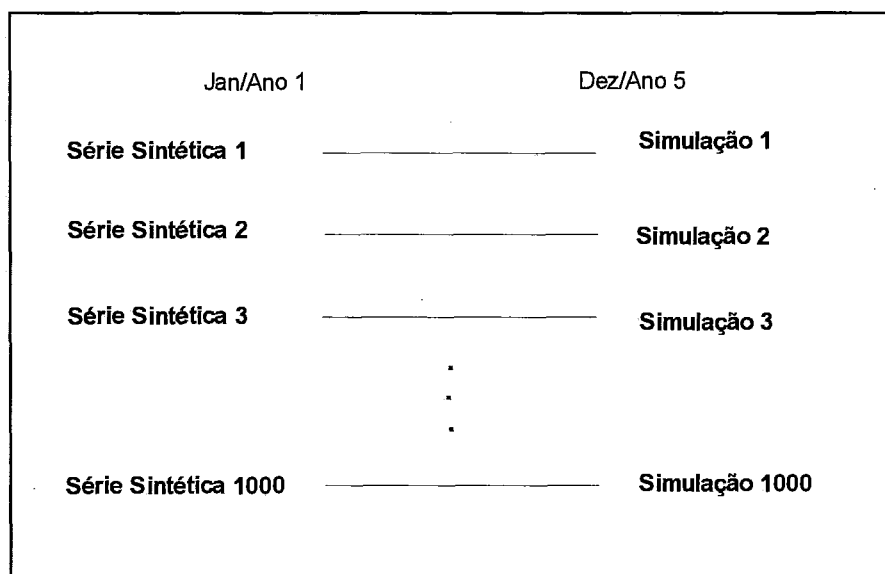 Jan/Ano 1 Dez/Ano 5
Série Sintética 1 Simulação 1
Série Sintética 2 Simulação 2
Série Sintética 3 Simulação 3
.
.
.
Série Sintética 1000 Simulação 1000